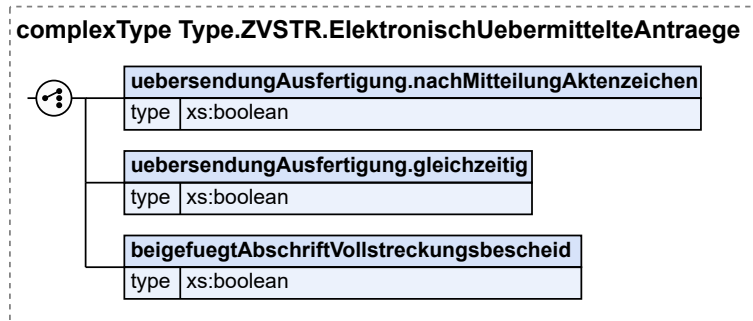 complexType Type.ZVSTR.ElektronischUebermittelteAntraege
uebersendungAusfertigung.nachMitteilungAktenzeichen
type xs:boolean
uebersendungAusfertigung.gleichzeitig
type xs:boolean
beigefuegtAbschriftVollstreckungsbescheid
type xs:boolean